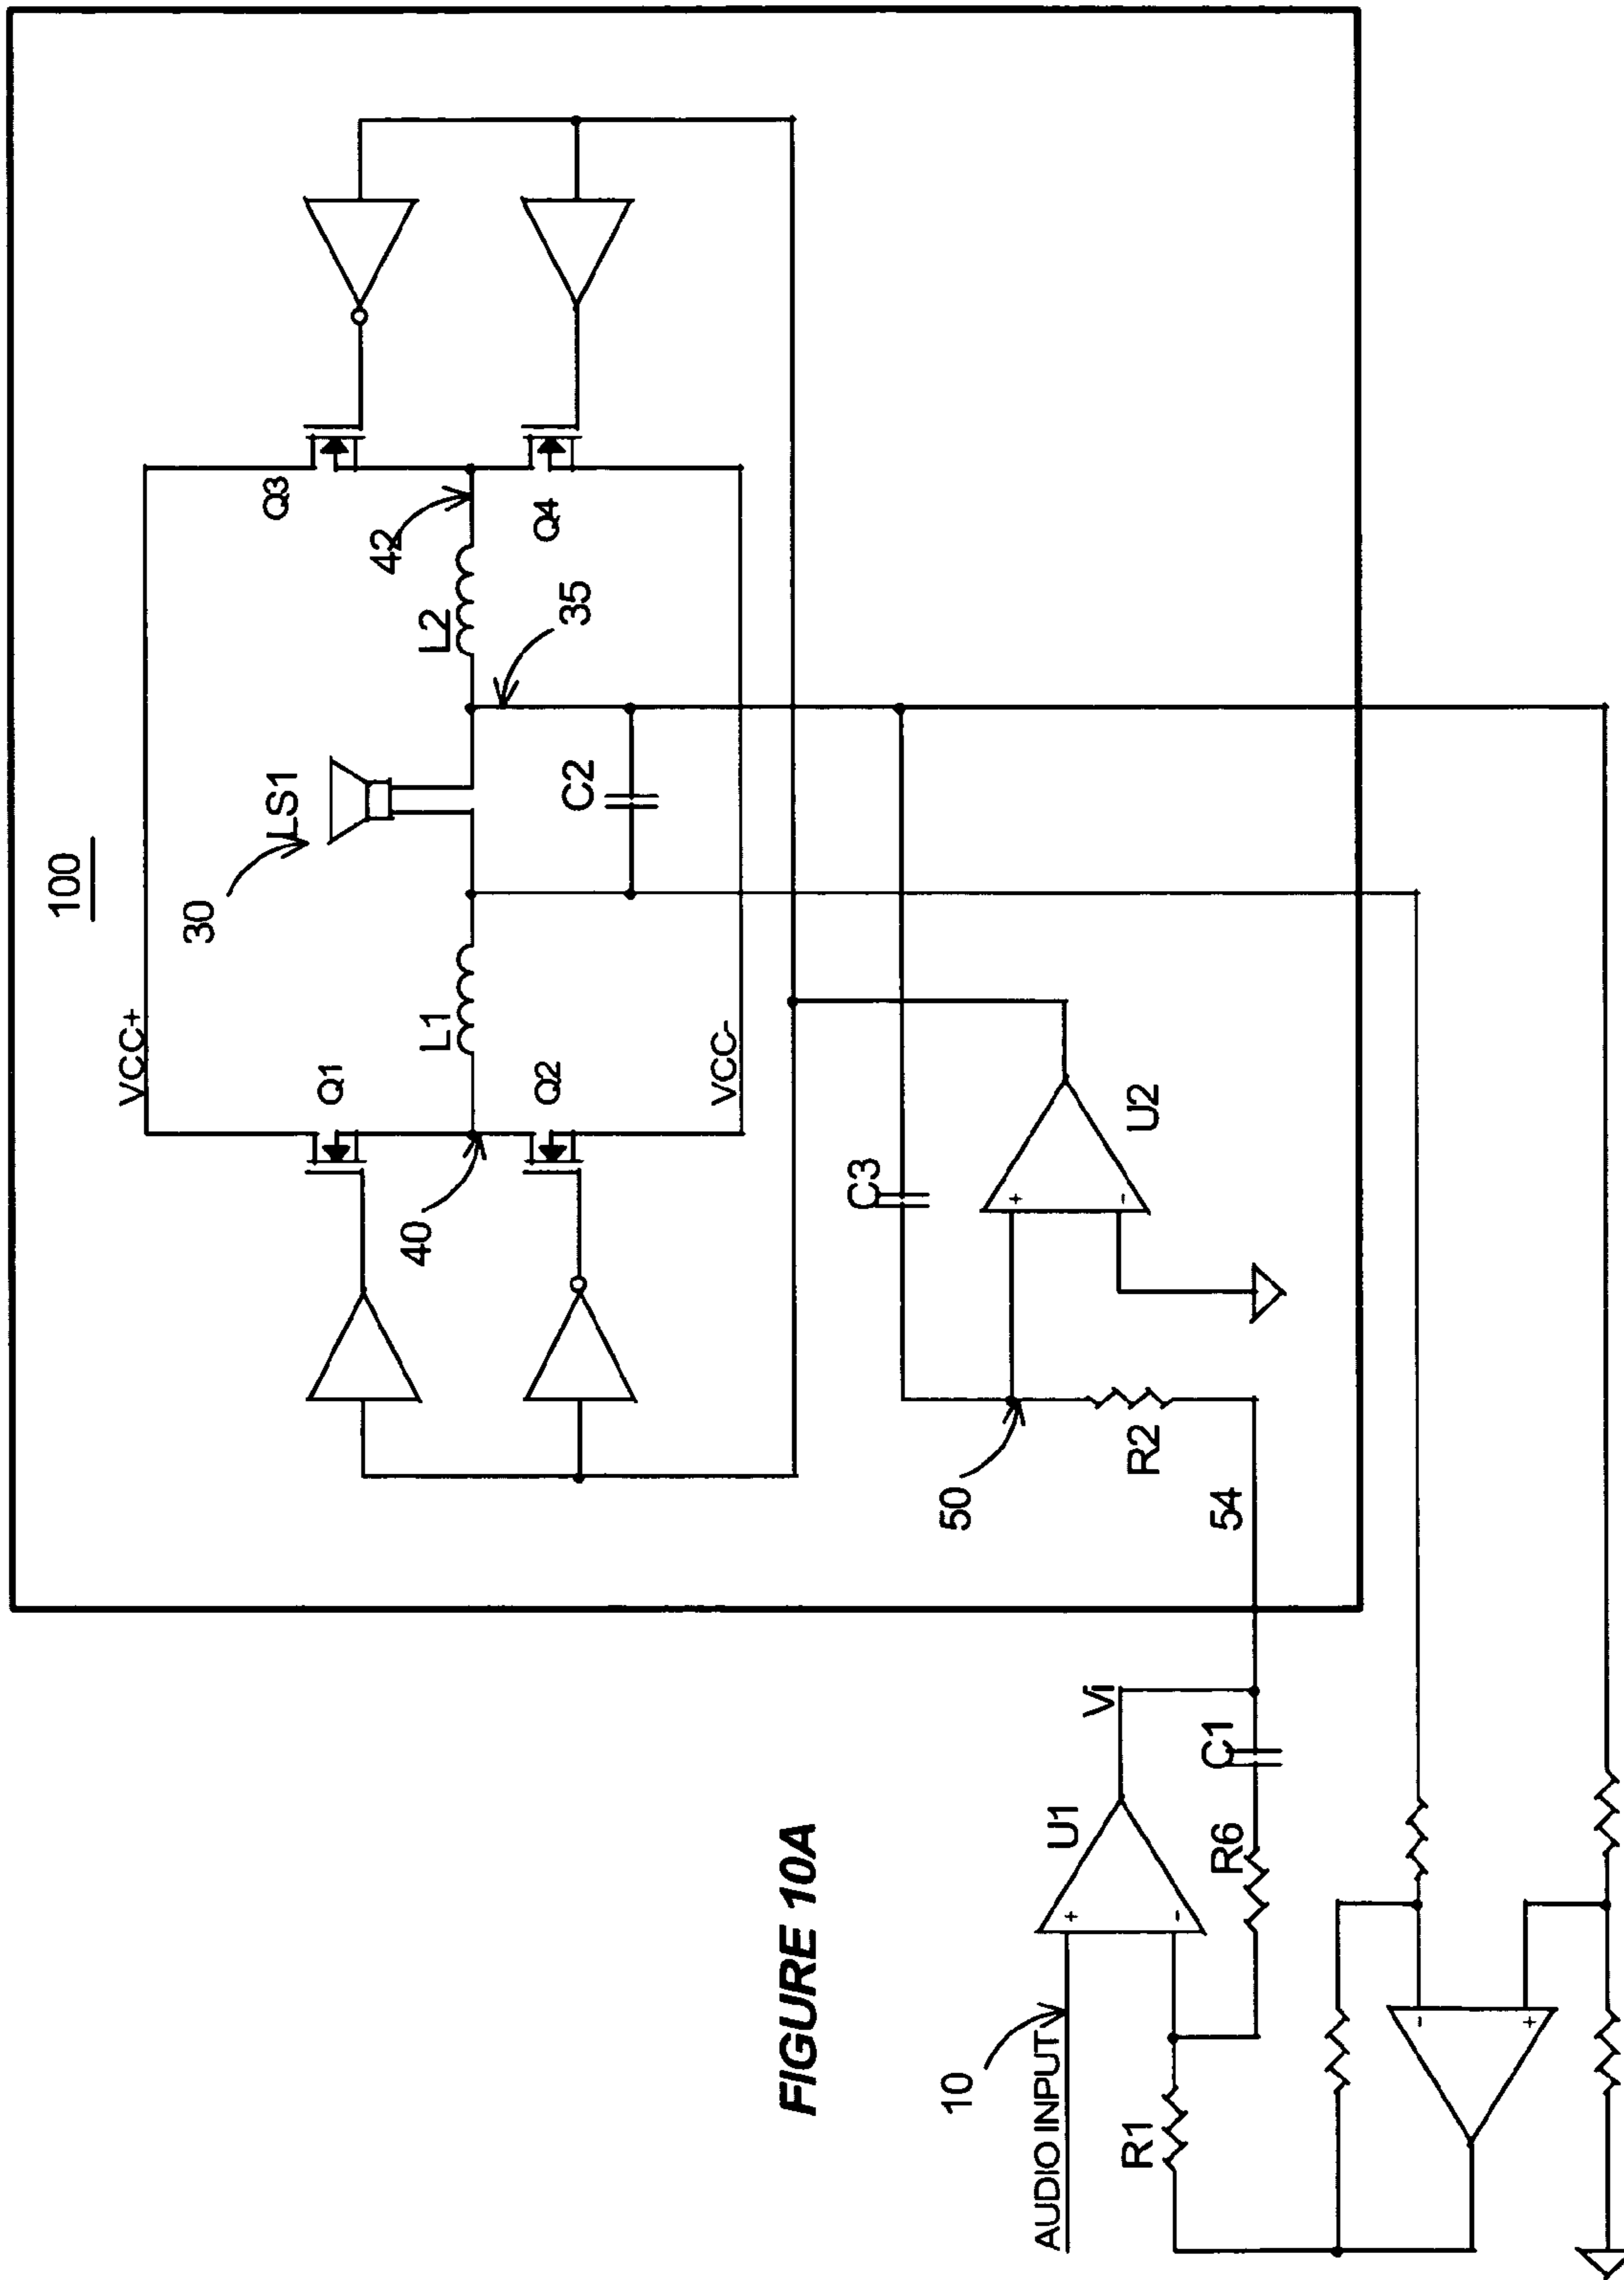 100
VCC+
30
LS1
Q1
Q3
L1
L2
42
40
35
Q2
Q4
C2
VCC-
C3
50
+
-
U2
R2
54
FIGURE 10A
10
AUDIO INPUT
+
-
U1
Vi
R1
R6
C1
-
+